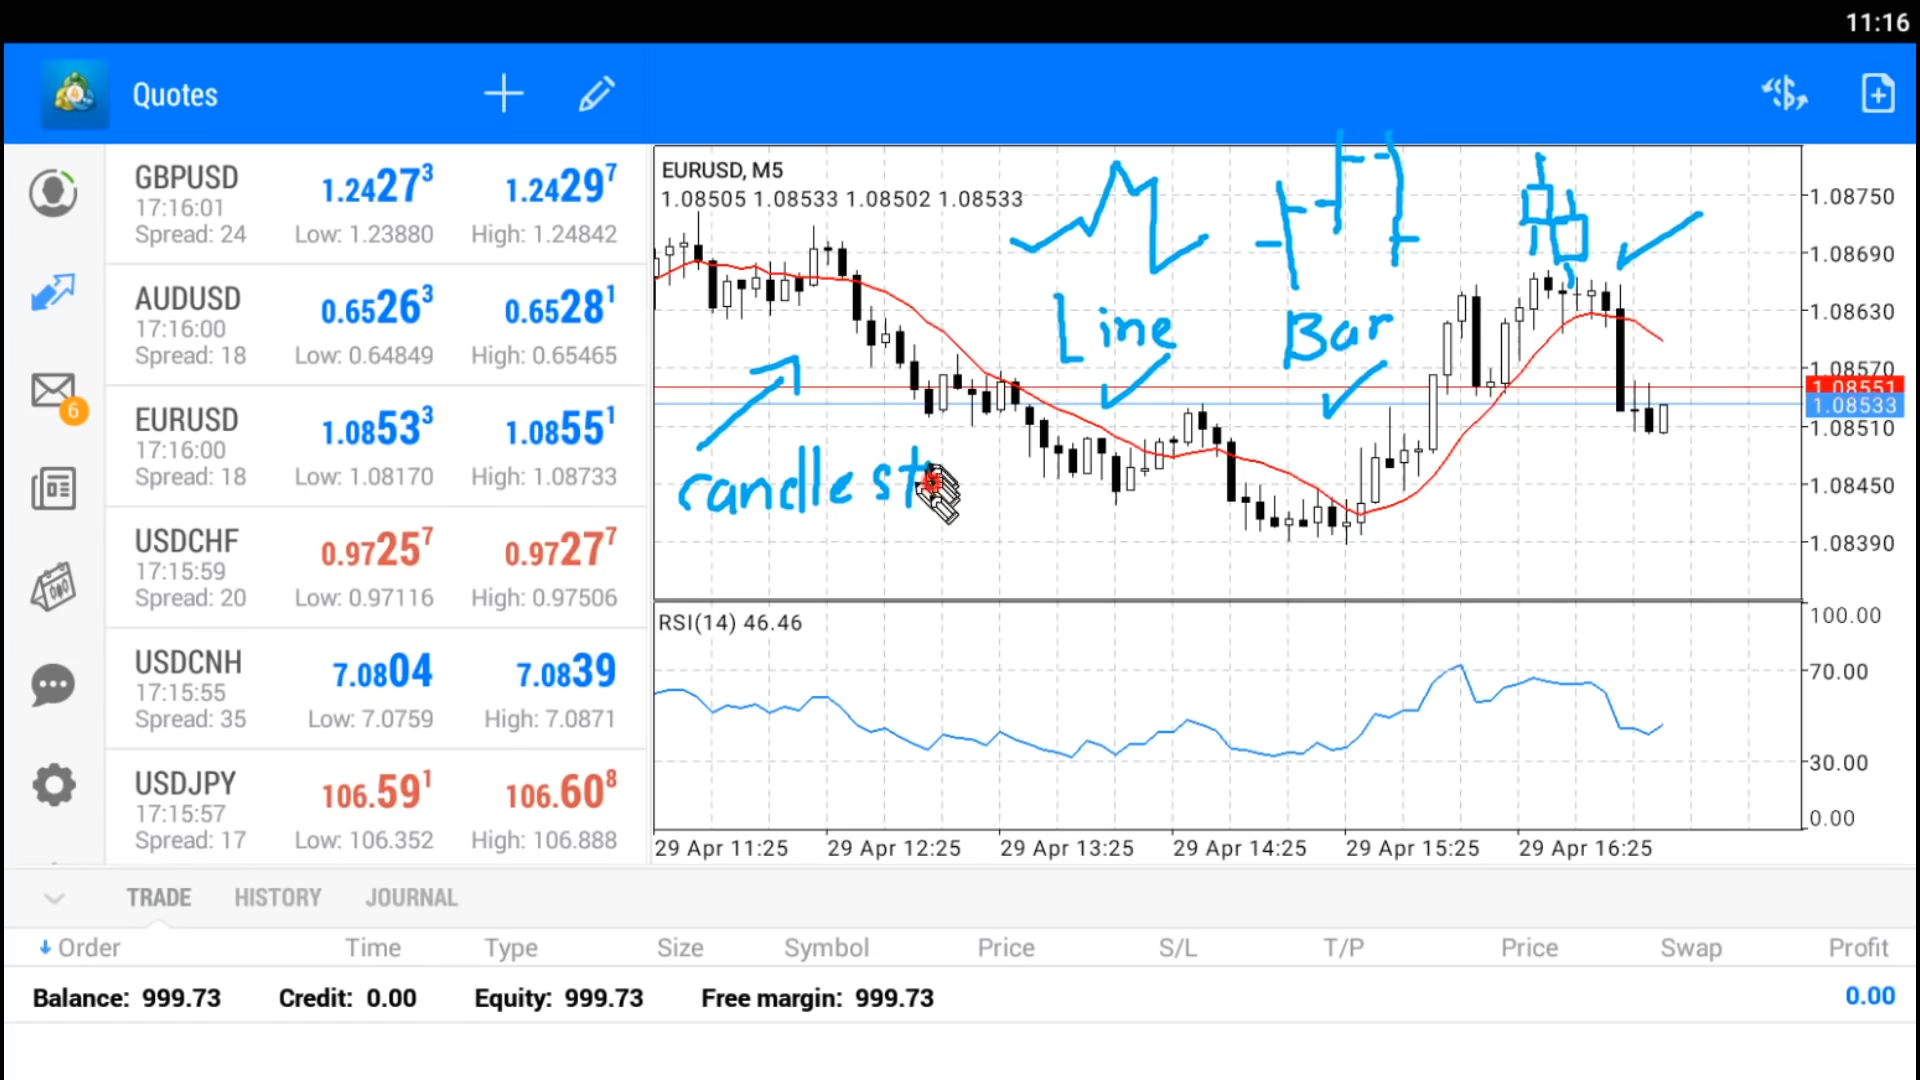 11:16
Quotes
GBPUSD 1.24273 1.24297
17:16:01
Spread: 24 Low: 1.23880 High: 1.24842
AUDUSD 0.65263 0.65281
17:16:00
Spread: 18 Low: 0.64849 High: 0.65465
6
EURUSD 1.08533 1.08551
17:16:00
Spread: 18 Low: 1.08170 High: 1.08733
USDCHF 0.97257 0.97277
17:15:59
Spread: 20 Low: 0.97116 High: 0.97506
USDCNH 7.0804 7.0839
17:15:55
Spread: 35 Low: 7.0759 High: 7.0871
USDJPY 106.591 106.608
17:15:57
Spread: 17 Low: 106.352 High: 106.888
EURUSD, M5
1.08505 1.08533 1.08502 1.08533
Line
Bar
candlest
1.08750
1.08690
1.08630
1.08570
1.08551
1.08533
1.08510
1.08450
1.08390
RSI(14) 46.46
100.00
70.00
30.00
0.00
29 Apr 11:25 29 Apr 12:25 29 Apr 13:25 29 Apr 14:25 29 Apr 15:25 29 Apr 16:25
TRADE HISTORY JOURNAL
Order Time Type Size Symbol Price S/L T/P Price Swap Profit
Balance: 999.73 Credit: 0.00 Equity: 999.73 Free margin: 999.73 0.00